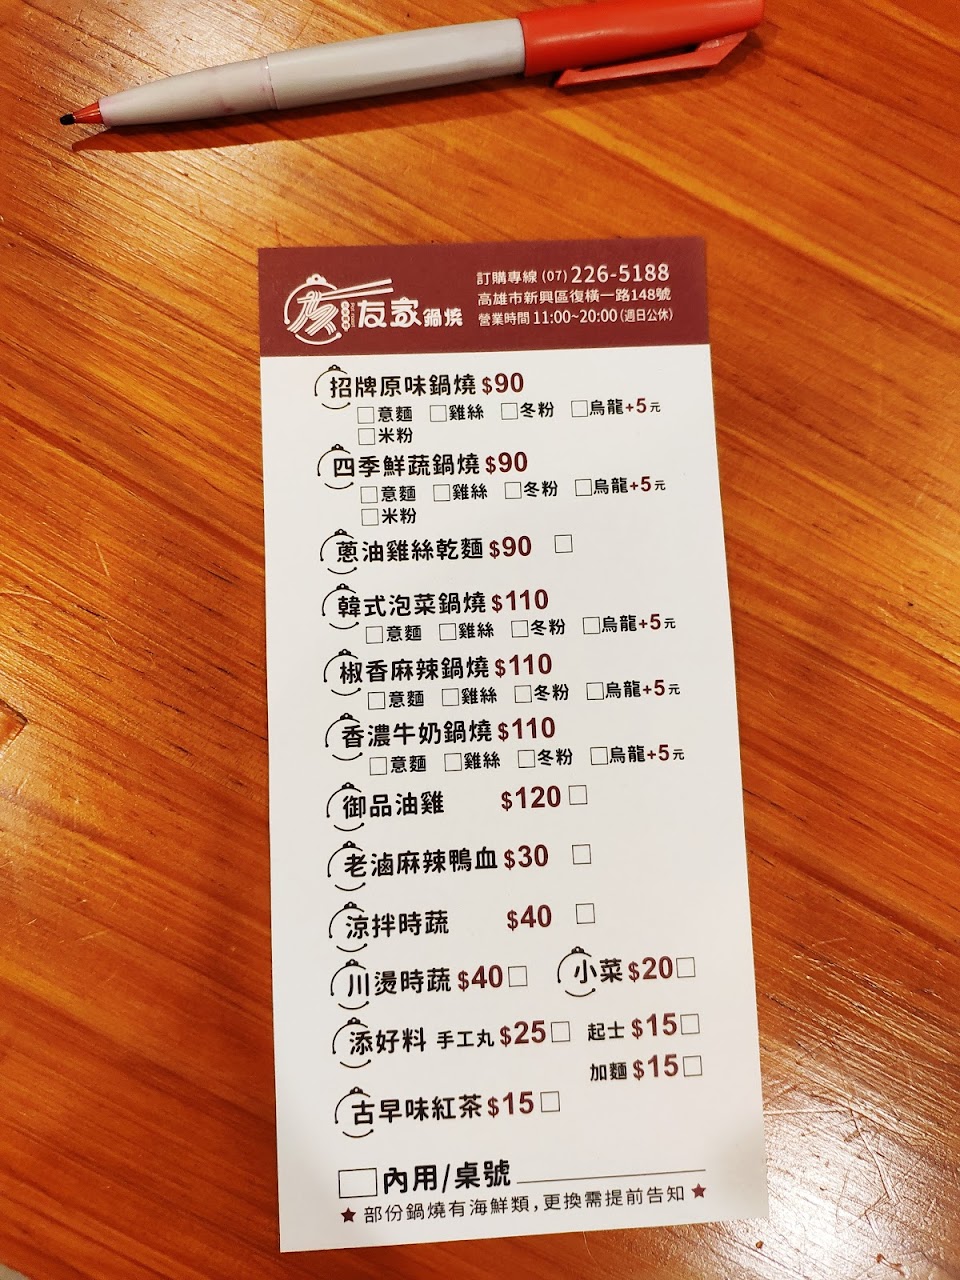 訂購專線 (07) 226-5188
高雄市新興區復橫一路148號
營業時間 11:00~20:00 (週日公休)
友家鍋燒
招牌原味鍋燒 $90
□意麵 □雞絲 □冬粉 □烏龍+5元
□米粉
四季鮮蔬鍋燒 $90
□意麵 □雞絲 □冬粉 □烏龍+5元
□米粉
蔥油雞絲乾麵 $90 □
韓式泡菜鍋燒 $110
□意麵 □雞絲 □冬粉 □烏龍+5元
椒香麻辣鍋燒 $110
□意麵 □雞絲 □冬粉 □烏龍+5元
香濃牛奶鍋燒 $110
□意麵 □雞絲 □冬粉 □烏龍+5元
御品油雞 $120 □
老滷麻辣鴨血 $30 □
涼拌時蔬 $40 □
川燙時蔬 $40 □ 小菜 $20 □
添好料 手工丸 $25 □ 起士 $15 □
加麵 $15 □
古早味紅茶 $15 □
□內用/桌號
★ 部份鍋燒有海鮮類,更換需提前告知 ★